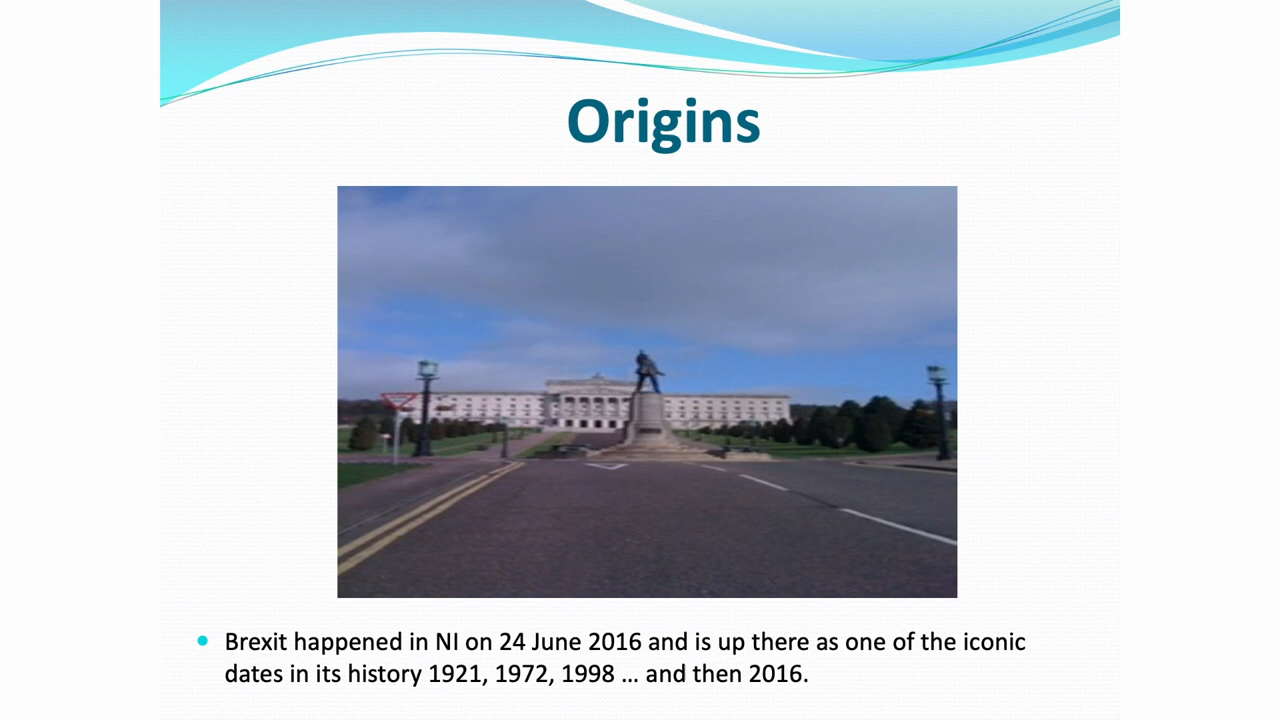 Origins
Brexit happened in NI on 24 June 2016 and is up there as one of the iconic
dates in its history 1921, 1972, 1998 … and then 2016.